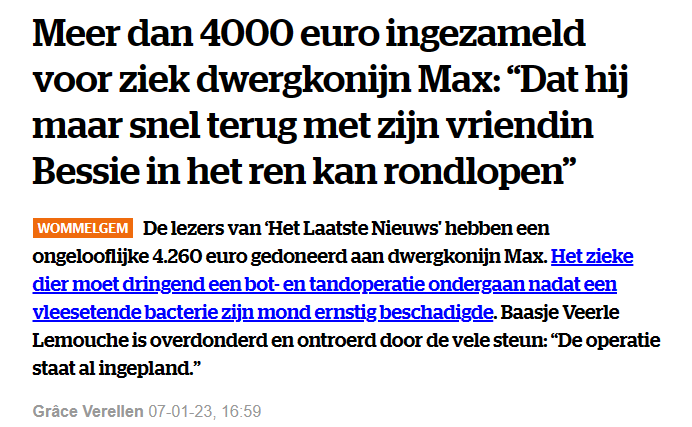 Meer dan 4000 euro ingezameld
voor ziek dwergkonijn Max: “Dat hij
maar snel terug met zijn vriendin
Bessie in het ren kan rondlopen”
WOMMELGEM De lezers van ‘Het Laatste Nieuws’ hebben een
ongelooflijke 4.260 euro gedoneerd aan dwergkonijn Max. Het zieke
dier moet dringend een bot- en tandoperatie ondergaan nadat een
vleesetende bacterie zijn mond ernstig beschadigde. Baasje Veerle
Lemouche is overdonderd en ontroerd door de vele steun: “De operatie
staat al ingepland.”
Grâce Verellen 07-01-23, 16:59